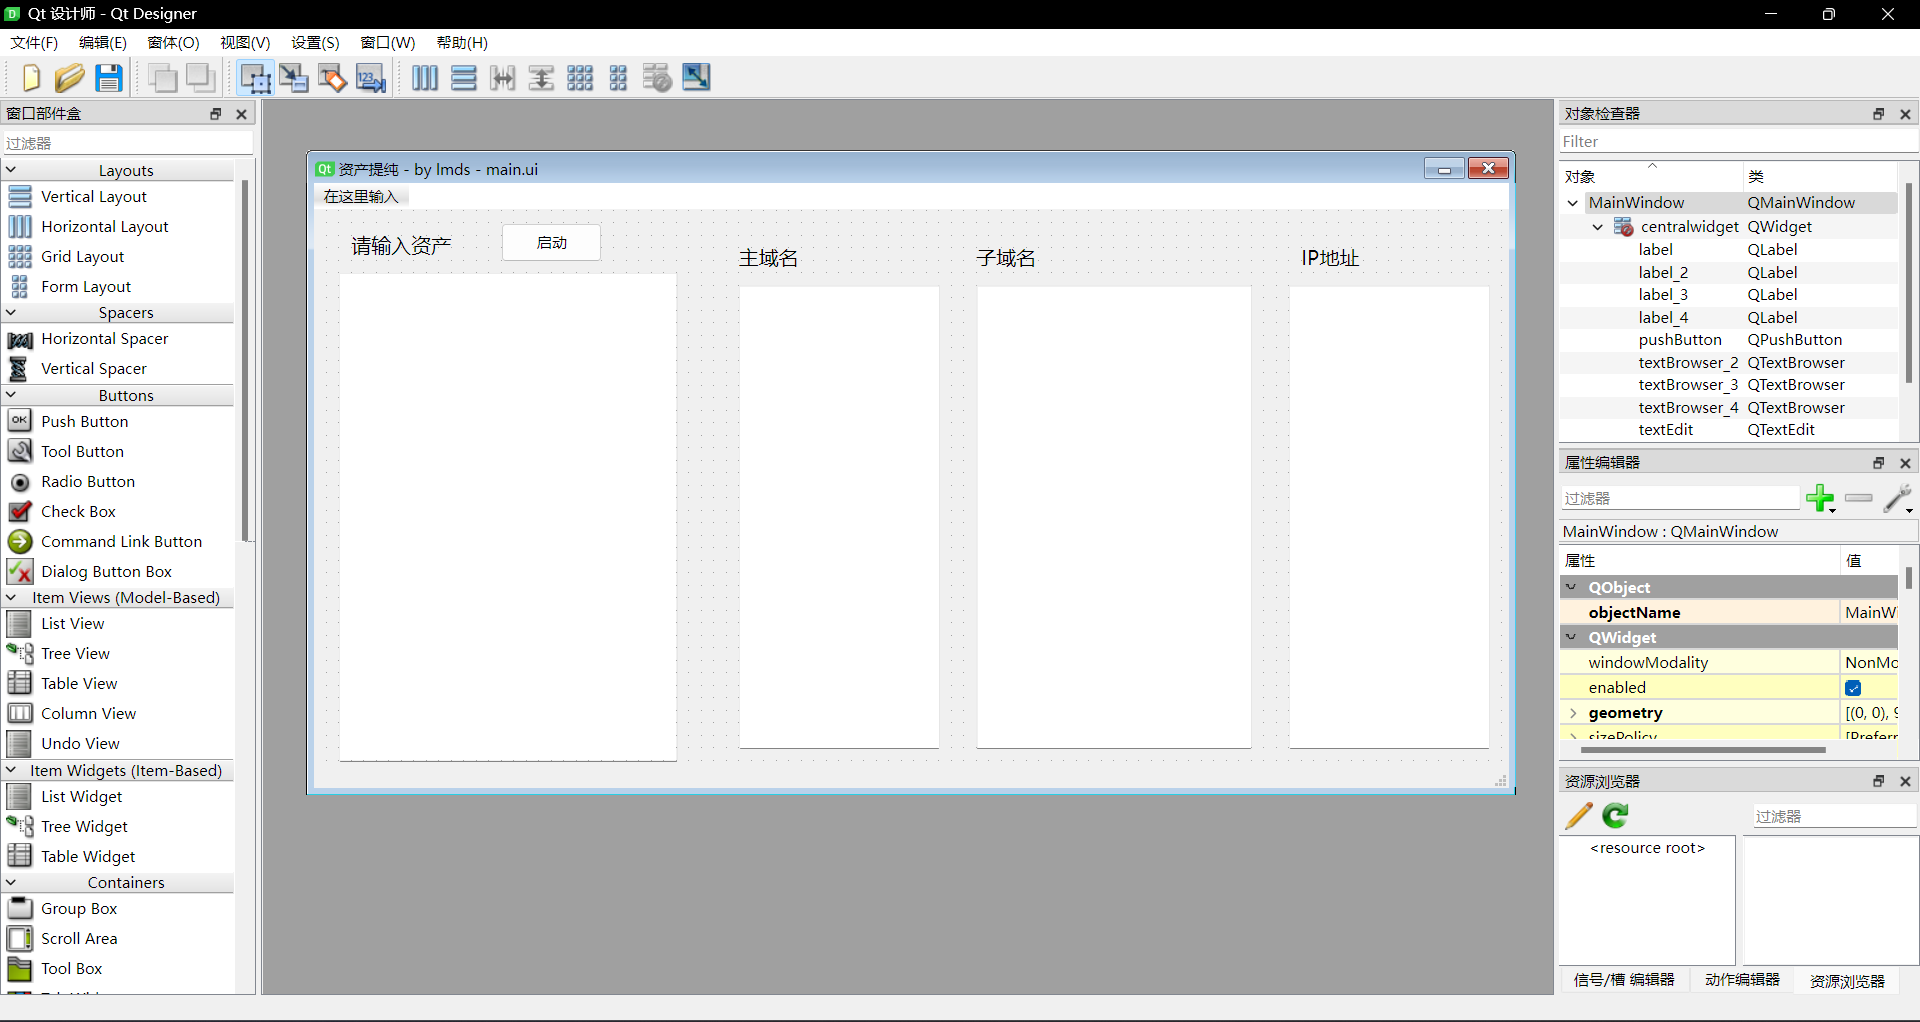 Qt 设计师 - Qt Designer
文件(F) 编辑(E) 窗体(O) 视图(V) 设置(S) 窗口(W) 帮助(H)
窗口部件盒
过滤器
Layouts
Vertical Layout
Horizontal Layout
Grid Layout
Form Layout
Spacers
Horizontal Spacer
Vertical Spacer
Buttons
OK Push Button
Tool Button
Radio Button
Check Box
Command Link Button
Dialog Button Box
Item Views (Model-Based)
List View
Tree View
Table View
Column View
Undo View
Item Widgets (Item-Based)
List Widget
Tree Widget
Table Widget
Containers
Group Box
Scroll Area
Tool Box
Qt 资产提纯 - by lmds - main.ui
在这里输入
请输入资产
启动
主域名
子域名
IP地址
对象检查器
Filter
对象 类
MainWindow QMainWindow
centralwidget QWidget
label QLabel
label_2 QLabel
label_3 QLabel
label_4 QLabel
pushButton QPushButton
textBrowser_2 QTextBrowser
textBrowser_3 QTextBrowser
textBrowser_4 QTextBrowser
textEdit QTextEdit
属性编辑器
过滤器
MainWindow : QMainWindow
属性 值
QObject
objectName MainWi
QWidget
windowModality NonMo
enabled
geometry [(0, 0), 9
sizePolicy [Preferr
资源浏览器
过滤器
<resource root>
信号/槽 编辑器 动作编辑器 资源浏览器